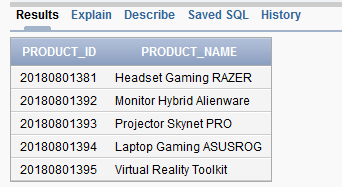 Results Explain Describe Saved SQL History
PRODUCT_ID PRODUCT_NAME
20180801381 Headset Gaming RAZER
20180801392 Monitor Hybrid Alienware
20180801393 Projector Skynet PRO
20180801394 Laptop Gaming ASUSROG
20180801395 Virtual Reality Toolkit